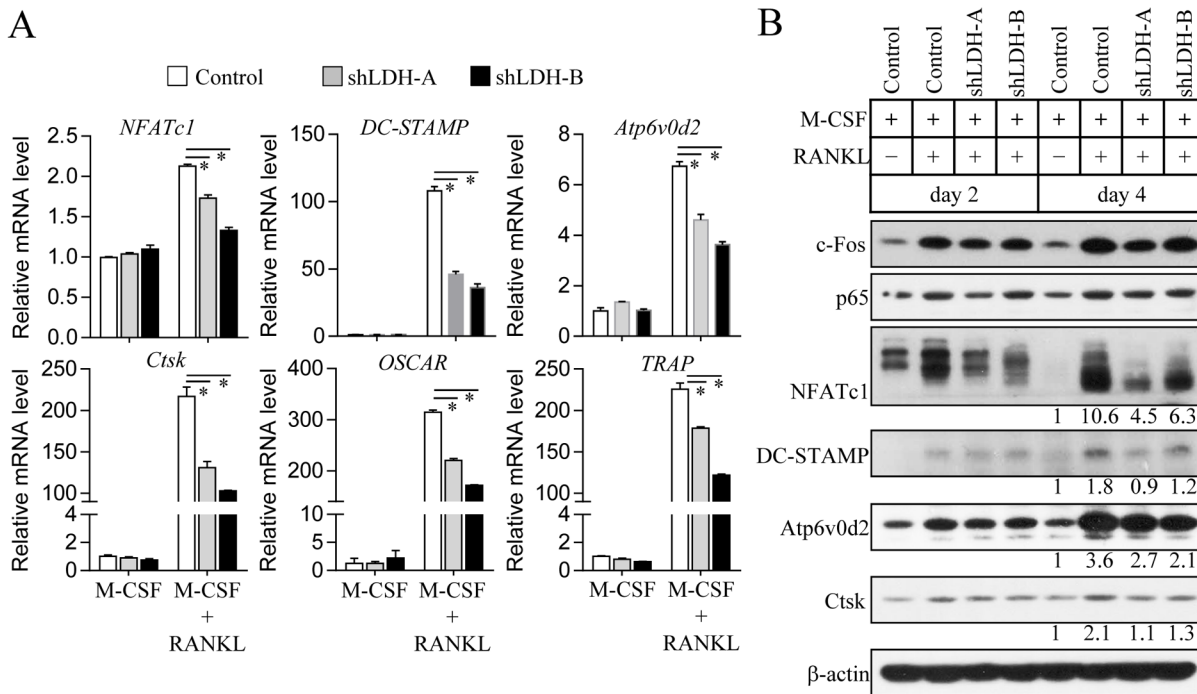 A
Control shLDH-A shLDH-B
NFATc1 DC-STAMP Atp6v0d2
Relative mRNA level
2.5
2.0
1.5
1.0
0.5
0.0
Relative mRNA level
150
100
50
0
Relative mRNA level
8
6
4
2
0
* *
* *
* *
Ctsk OSCAR TRAP
Relative mRNA level
250
200
150
100
4
2
0
Relative mRNA level
400
300
200
10
5
0
Relative mRNA level
250
200
150
100
4
2
0
* *
* *
* *
M-CSF M-CSF + RANKL
M-CSF M-CSF + RANKL
M-CSF M-CSF + RANKL
B
Control Control shLDH-A shLDH-B Control Control shLDH-A shLDH-B
M-CSF + + + + + + + +
RANKL − + + + − + + +
day 2 day 4
c-Fos
p65
NFATc1
1 10.6 4.5 6.3
DC-STAMP
1 1.8 0.9 1.2
Atp6v0d2
1 3.6 2.7 2.1
Ctsk
1 2.1 1.1 1.3
β-actin